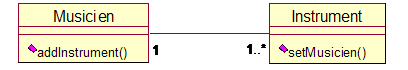 Musicien
Instrument
addInstrument()
1
1..*
setMusicien()